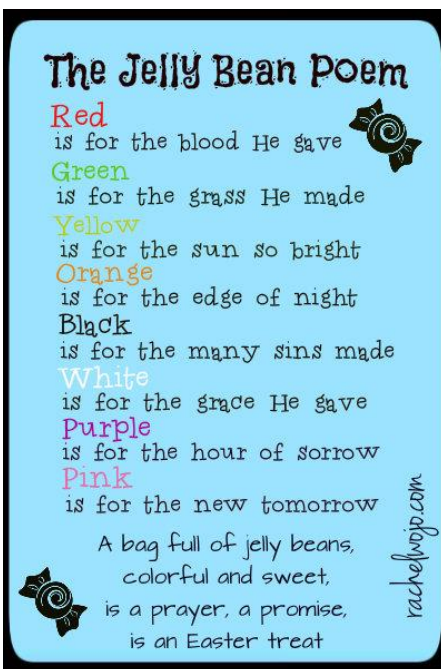 The Jelly Bean Poem
Red
is for the blood He gave
Green
is for the grass He made
Yellow
is for the sun so bright
Orange
is for the edge of night
Black
is for the many sins made
White
is for the grace He gave
Purple
is for the hour of sorrow
Pink
is for the new tomorrow
A bag full of jelly beans,
colorful and sweet,
is a prayer, a promise,
is an Easter treat
rachelwojo.com